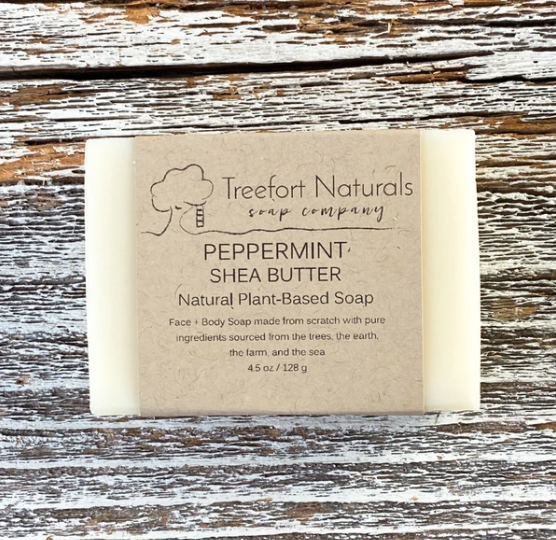 Treefort Naturals
soap company
PEPPERMINT
SHEA BUTTER
Natural Plant-Based Soap
Face + Body Soap made from scratch with pure
ingredients sourced from the trees, the earth,
the farm, and the sea
4.5 oz / 128 g